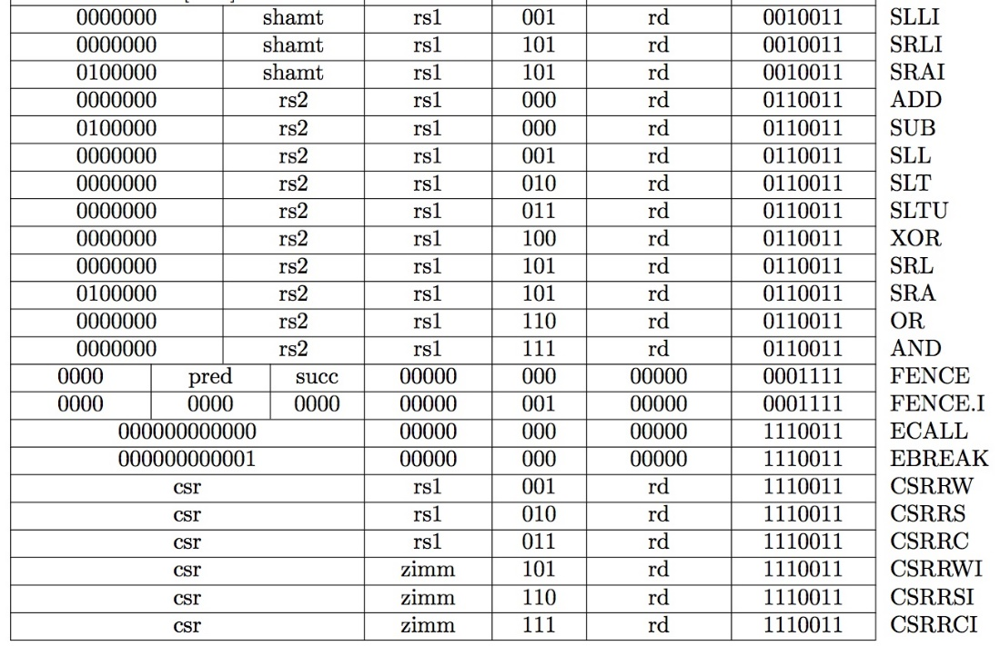 0000000 shamt rs1 001 rd 0010011 SLLI
0000000 shamt rs1 101 rd 0010011 SRLI
0100000 shamt rs1 101 rd 0010011 SRAI
0000000 rs2 rs1 000 rd 0110011 ADD
0100000 rs2 rs1 000 rd 0110011 SUB
0000000 rs2 rs1 001 rd 0110011 SLL
0000000 rs2 rs1 010 rd 0110011 SLT
0000000 rs2 rs1 011 rd 0110011 SLTU
0000000 rs2 rs1 100 rd 0110011 XOR
0000000 rs2 rs1 101 rd 0110011 SRL
0100000 rs2 rs1 101 rd 0110011 SRA
0000000 rs2 rs1 110 rd 0110011 OR
0000000 rs2 rs1 111 rd 0110011 AND
0000 pred succ 00000 000 00000 0001111 FENCE
0000 0000 0000 00000 001 00000 0001111 FENCE.I
000000000000 00000 000 00000 1110011 ECALL
000000000001 00000 000 00000 1110011 EBREAK
csr rs1 001 rd 1110011 CSRRW
csr rs1 010 rd 1110011 CSRRS
csr rs1 011 rd 1110011 CSRRC
csr zimm 101 rd 1110011 CSRRWI
csr zimm 110 rd 1110011 CSRRSI
csr zimm 111 rd 1110011 CSRRCI